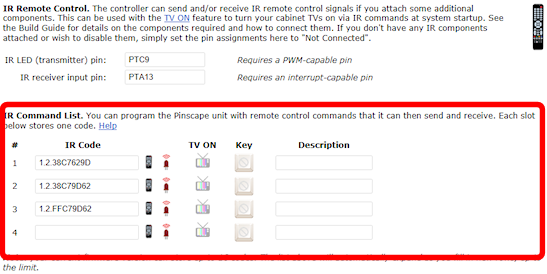 IR Remote Control. The controller can send and/or receive IR remote control signals if you attach some additional
components. This can be used with the TV ON feature to turn your cabinet TVs on via IR commands at system startup. See
the Build Guide for details on the components required and how to connect them. If you don't have any IR components
attached or wish to disable them, simply set the pin assignments here to "Not Connected".
IR LED (transmitter) pin: PTC9 Requires a PWM-capable pin
IR receiver input pin: PTA13 Requires an interrupt-capable pin
IR Command List. You can program the Pinscape unit with remote control commands that it can then send and receive. Each slot
below stores one code. Help
# IR Code TV ON Key Description
1 1.2.38C7629D
2 1.2.38C79D62
3 1.2.FFC79D62
4
the limit.